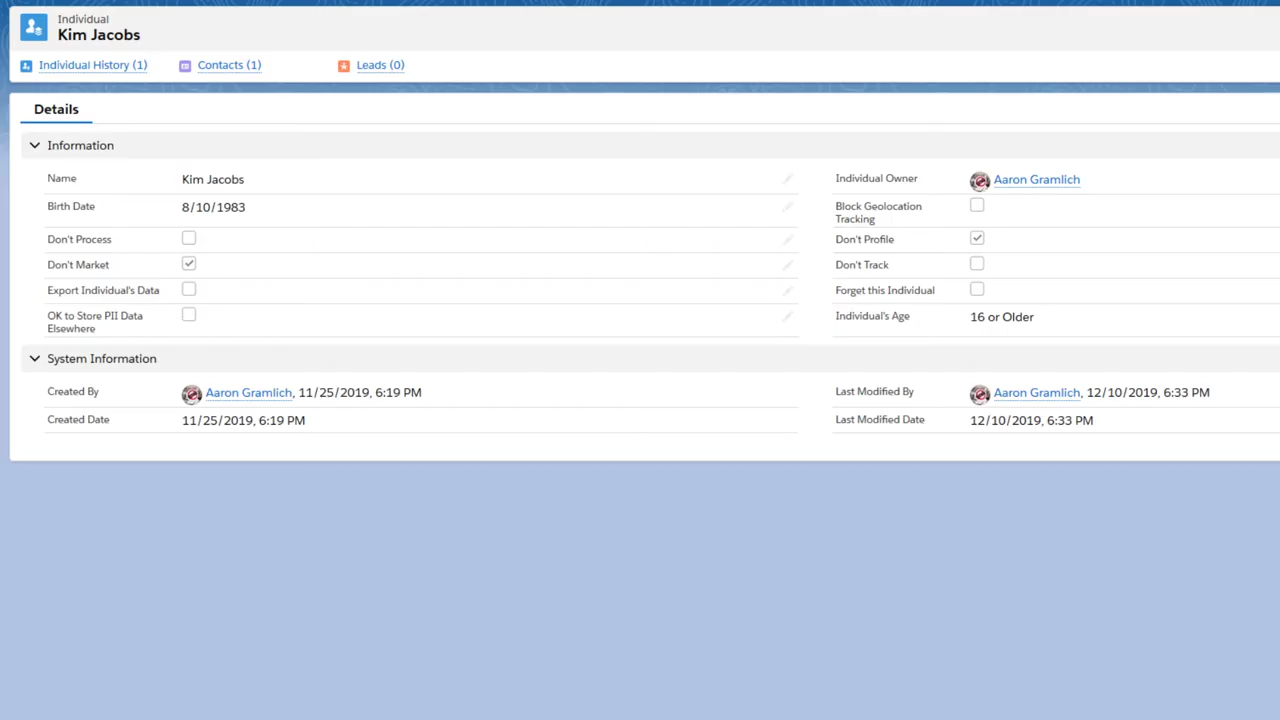 Individual
Kim Jacobs
Individual History (1)
Contacts (1)
Leads (0)
Details
Information
Name
Kim Jacobs
Individual Owner
Aaron Gramlich
Birth Date
8/10/1983
Block Geolocation
Tracking
Don't Process
Don't Profile
Don't Market
Don't Track
Export Individual's Data
Forget this Individual
OK to Store PII Data
Elsewhere
Individual's Age
16 or Older
System Information
Created By
Aaron Gramlich, 11/25/2019, 6:19 PM
Last Modified By
Aaron Gramlich, 12/10/2019, 6:33 PM
Created Date
11/25/2019, 6:19 PM
Last Modified Date
12/10/2019, 6:33 PM